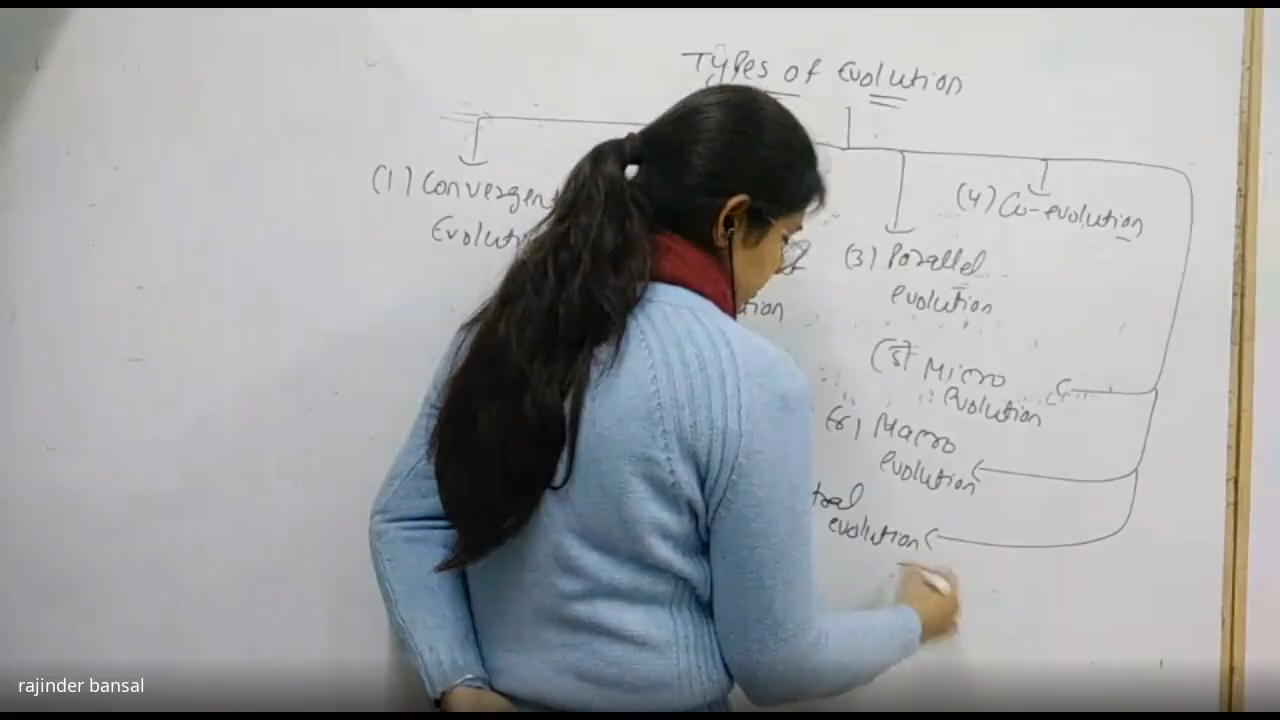 Types of Evolution
(1) Convergent
Evolution
(4) Co-evolution
(3) Parallel
evolution
(5) Micro
Evolution
(6) Macro
evolution
evolution
rajinder bansal